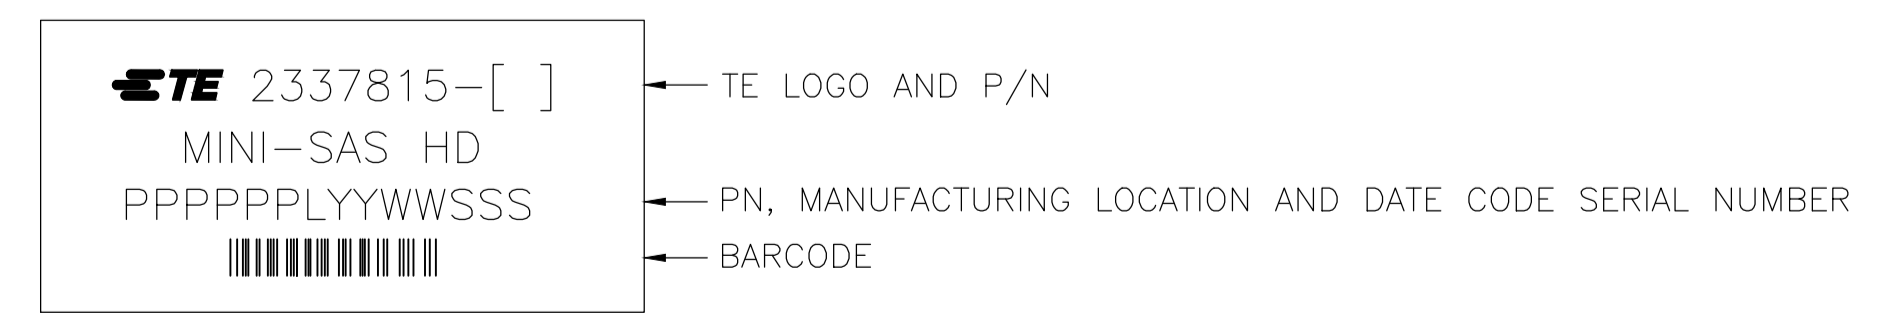 TE 2337815-[ ] TE LOGO AND P/N
MINI-SAS HD
PPPPPPLYYWWSSS PN, MANUFACTURING LOCATION AND DATE CODE SERIAL NUMBER
BARCODE